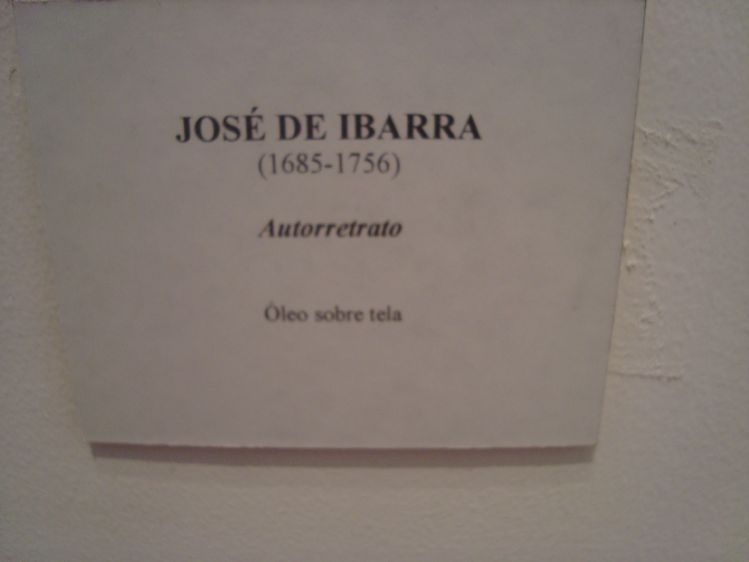 JOSÉ DE IBARRA
(1685-1756)
Autorretrato
Óleo sobre tela